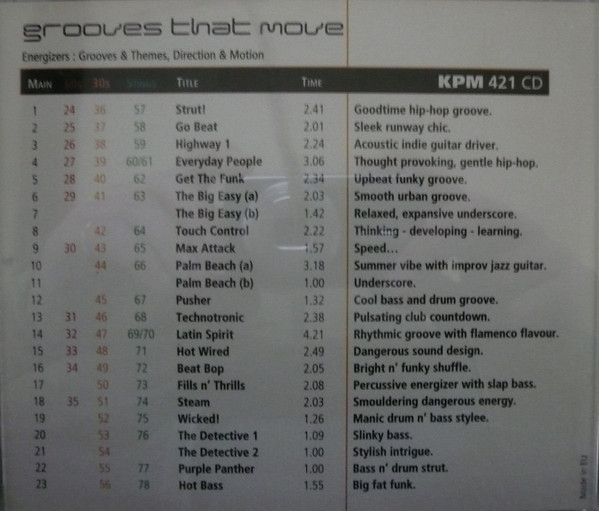 grooves that move
Energizers : Grooves & Themes, Direction & Motion
MAIN 30s TITLE TIME KPM 421 CD
1 24 36 57 Strut! 2.41 Goodtime hip-hop groove.
2 25 37 58 Go Beat 2.01 Sleek runway chic.
3 26 38 59 Highway 1 2.24 Acoustic indie guitar driver.
4 27 39 60/61 Everyday People 3.06 Thought provoking, gentle hip-hop.
5 28 40 62 Get The Funk 2.34 Upbeat funky groove.
6 29 41 63 The Big Easy (a) 2.03 Smooth urban groove.
7 The Big Easy (b) 1.42 Relaxed, expansive underscore.
8 42 64 Touch Control 2.22 Thinking - developing - learning.
9 30 43 65 Max Attack 1.57 Speed...
10 44 66 Palm Beach (a) 3.18 Summer vibe with improv jazz guitar.
11 Palm Beach (b) 1.00 Underscore.
12 45 67 Pusher 1.32 Cool bass and drum groove.
13 31 46 68 Technotronic 2.38 Pulsating club countdown.
14 32 47 69/70 Latin Spirit 4.21 Rhythmic groove with flamenco flavour.
15 33 48 71 Hot Wired 2.49 Dangerous sound design.
16 34 49 72 Beat Bop 2.05 Bright n' funky shuffle.
17 50 73 Fills n' Thrills 2.08 Percussive energizer with slap bass.
18 35 51 74 Steam 2.03 Smouldering dangerous energy.
19 52 75 Wicked! 1.26 Manic drum n' bass stylee.
20 53 76 The Detective 1 1.09 Slinky bass.
21 54 The Detective 2 1.00 Stylish intrigue.
22 55 77 Purple Panther 1.00 Bass n' drum strut.
23 56 78 Hot Bass 1.55 Big fat funk.
Made in EU